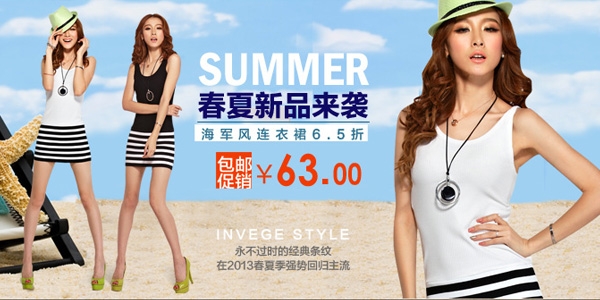 SUMMER
春夏新品来袭
海军风连衣裙6.5折
包邮
促销
¥63.00
INVEGE STYLE
永不过时的经典条纹
在2013春夏季强势回归主流